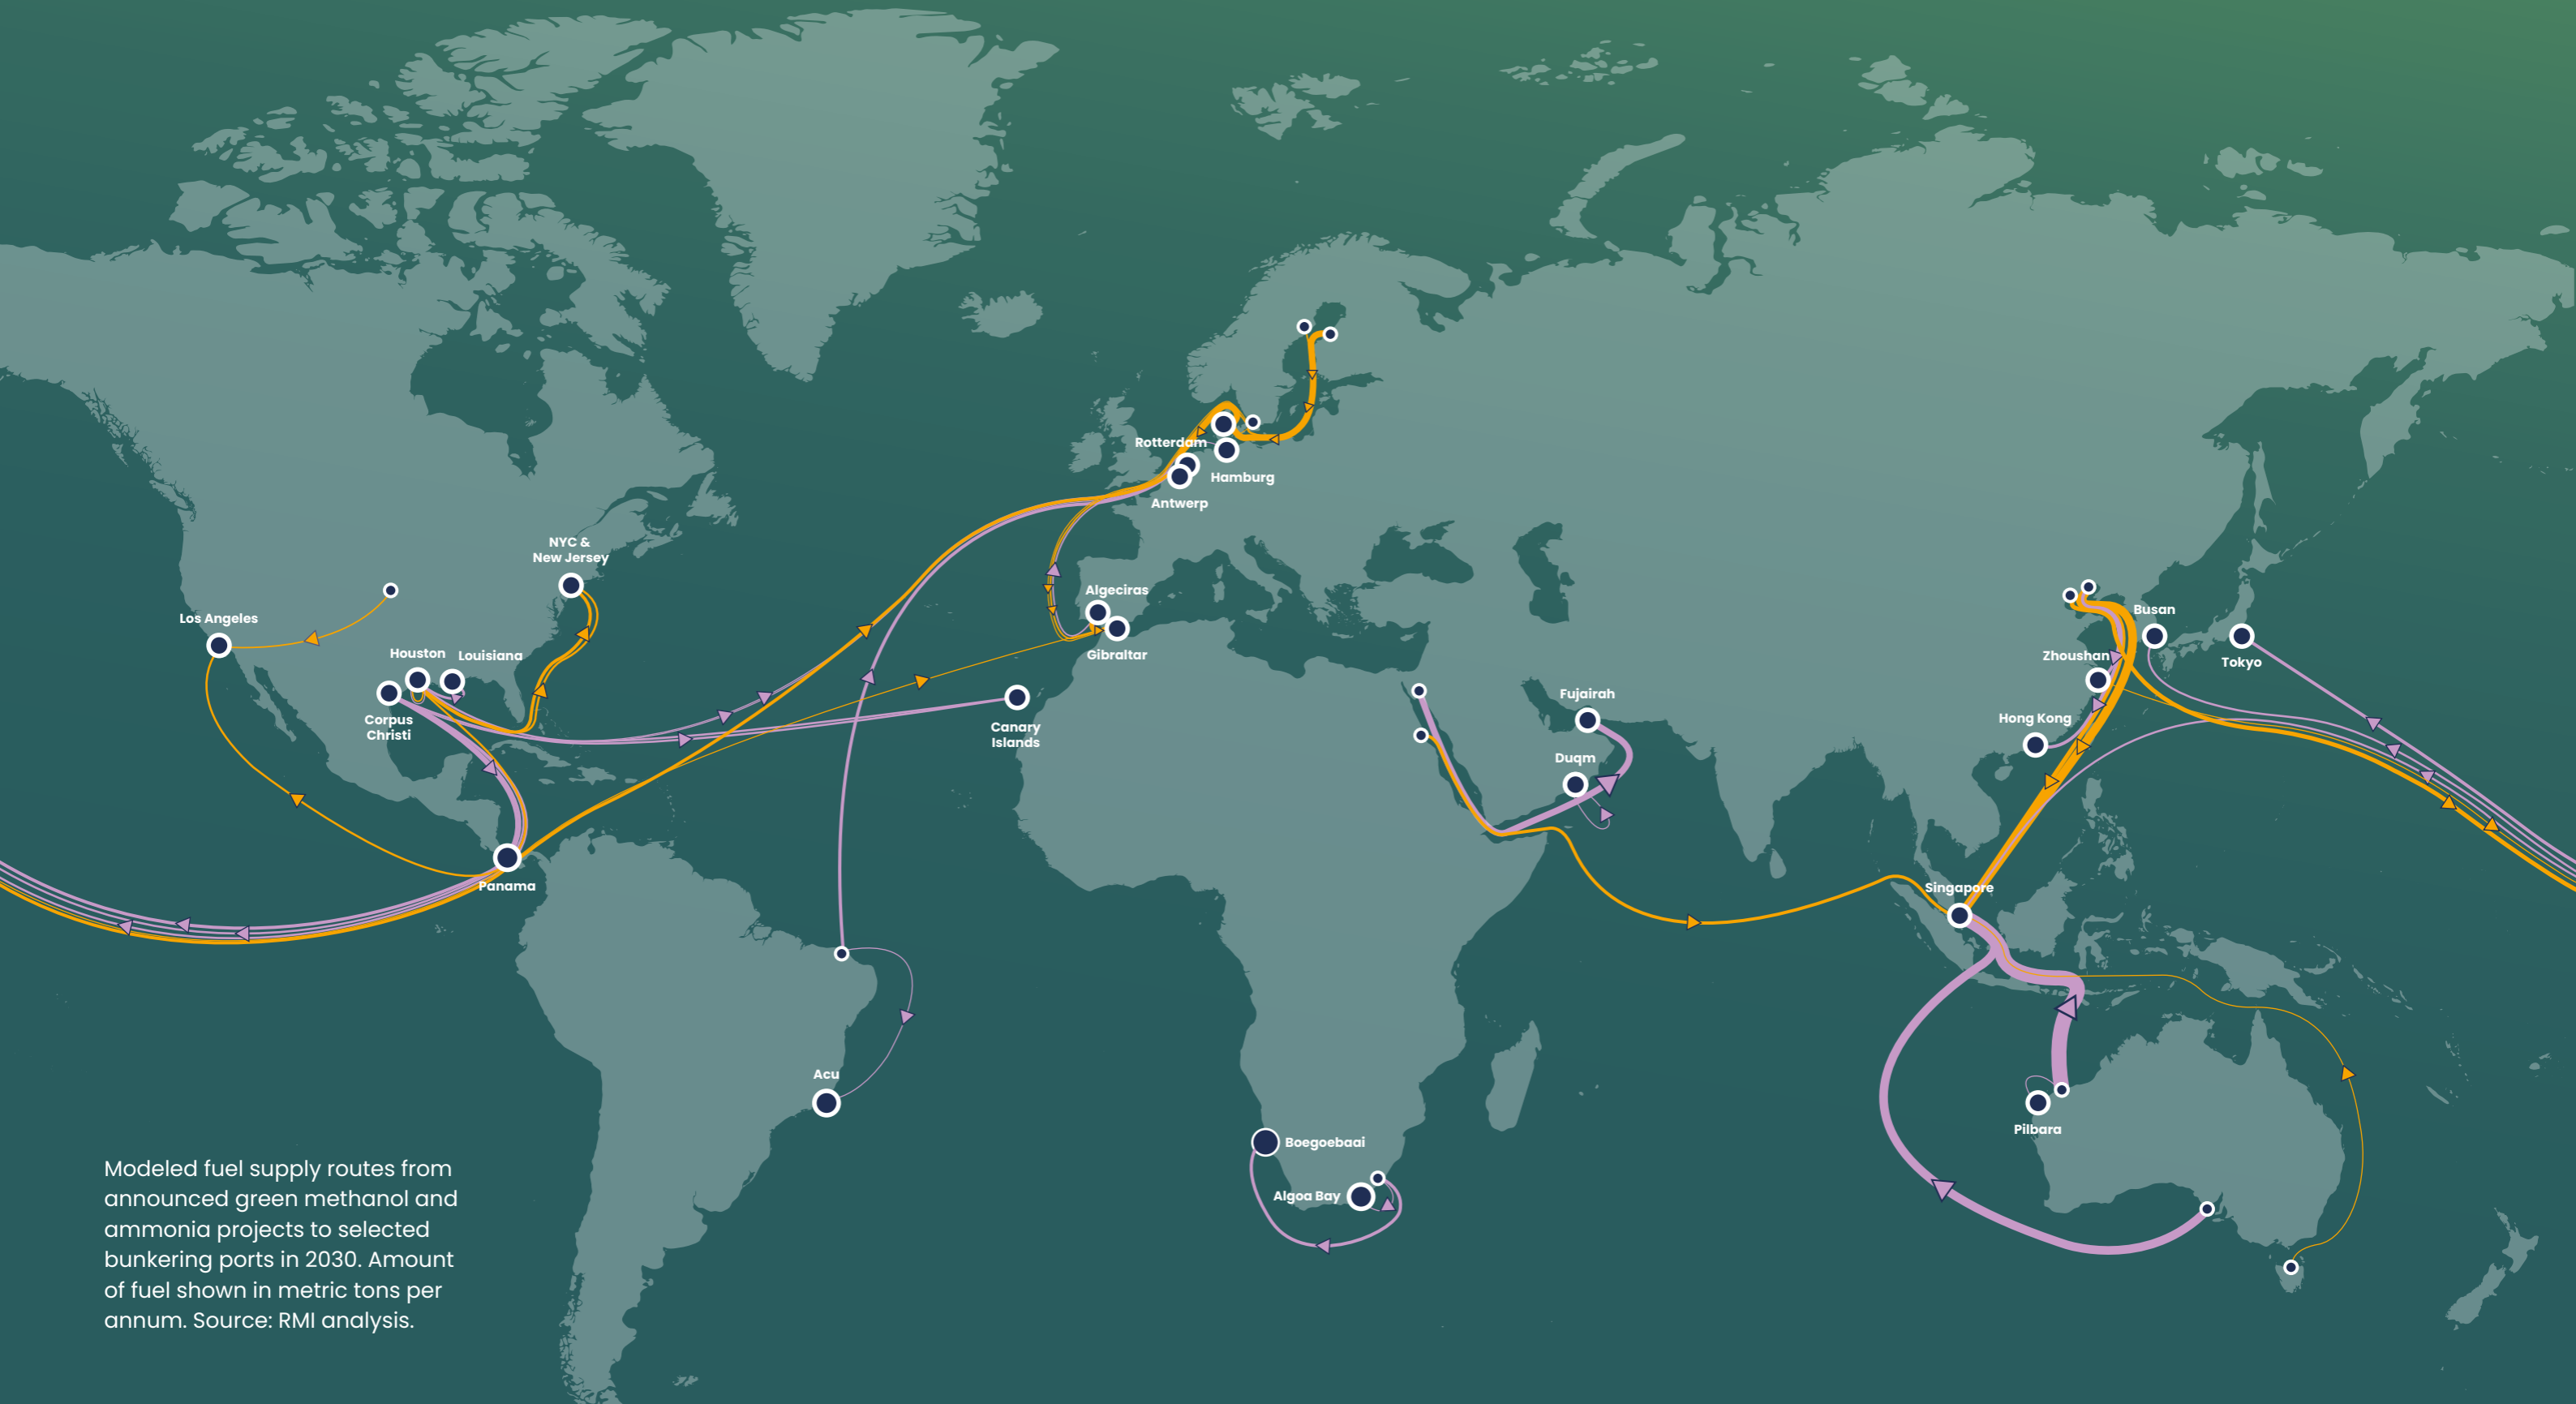 Rotterdam
Hamburg
Antwerp
NYC &
New Jersey
Algeciras
Los Angeles
Busan
Houston
Louisiana
Gibraltar
Zhoushan
Tokyo
Fujairah
Corpus
Christi
Canary
Islands
Hong Kong
Duqm
Panama
Singapore
Acu
Pilbara
Boegoebaai
Algoa Bay
Modeled fuel supply routes from
announced green methanol and
ammonia projects to selected
bunkering ports in 2030. Amount
of fuel shown in metric tons per
annum. Source: RMI analysis.